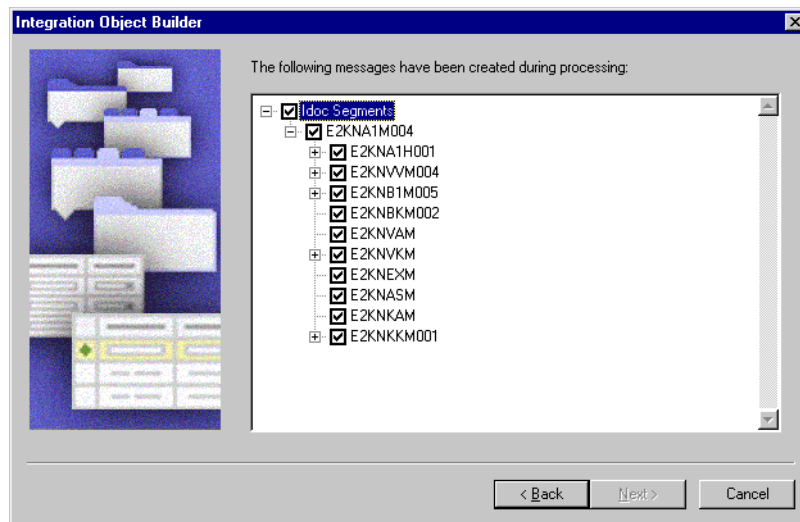 Integration Object Builder
The following messages have been created during processing:
Idoc Segments
E2KNA1M004
E2KNA1H001
E2KNVVM004
E2KNB1M005
E2KNBKM002
E2KNVAM
E2KNVKM
E2KNEXM
E2KNASM
E2KNKAM
E2KNKKM001
< Back Next > Cancel